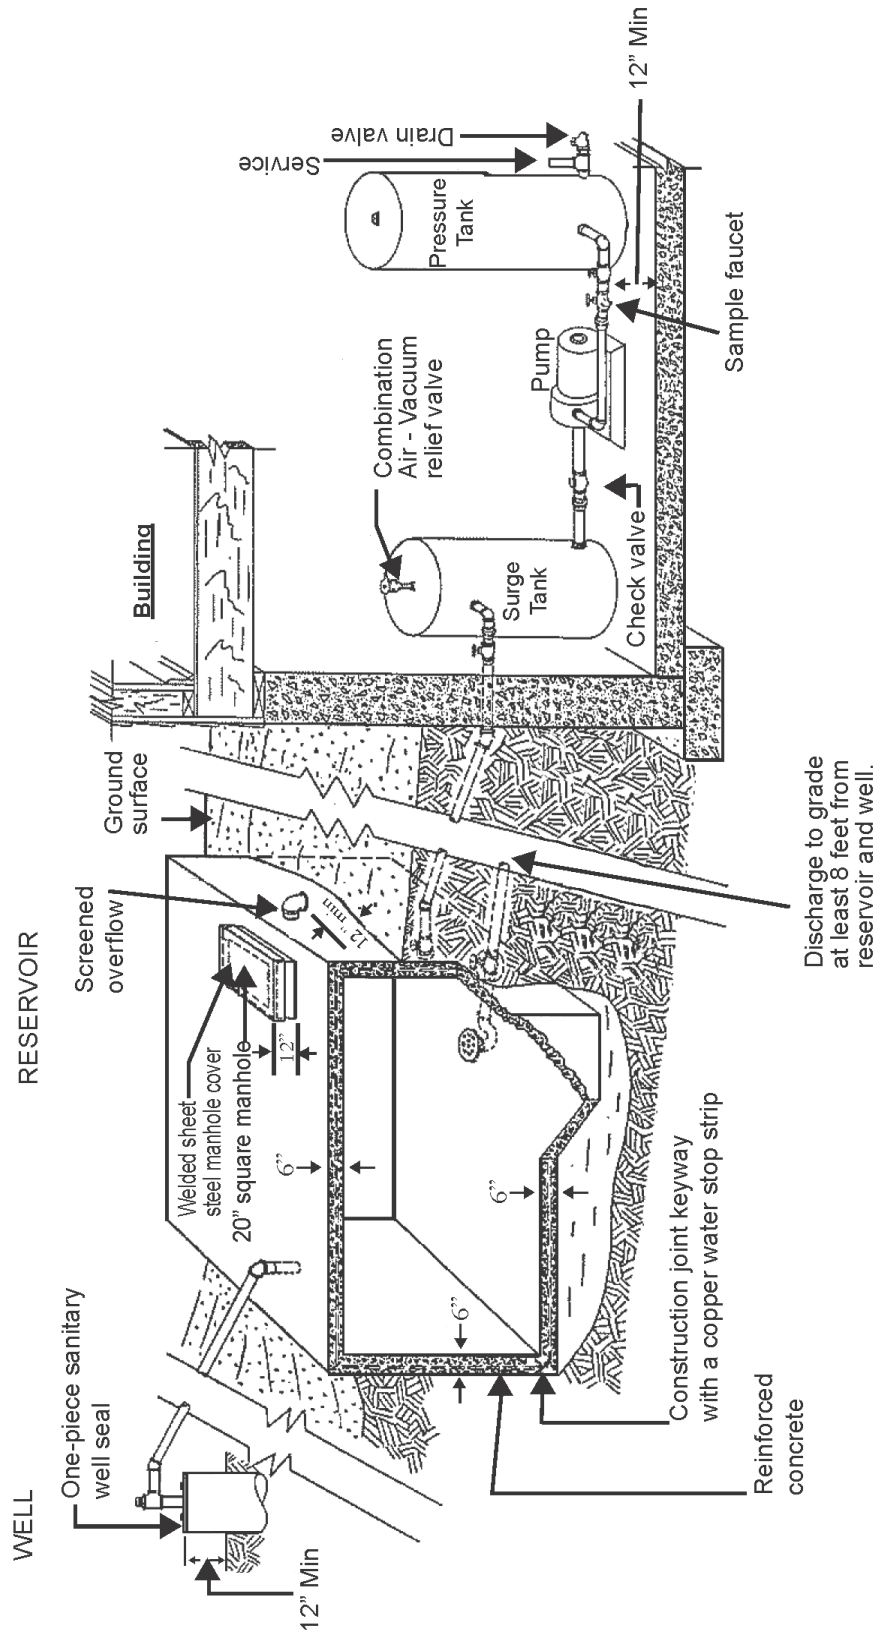 WELL
One-piece sanitary
well seal
12” Min
RESERVOIR
Screened
overflow
Ground
surface
Welded sheet
steel manhole cover
20” square manhole
12”
12” min
6”
6”
6”
Construction joint keyway
with a copper water stop strip
Reinforced
concrete
Discharge to grade
at least 8 feet from
reservoir and well.
Building
Combination
Air - Vacuum
relief valve
Surge
Tank
Check valve
Pump
Pressure
Tank
Service
Drain valve
Sample faucet
12” Min